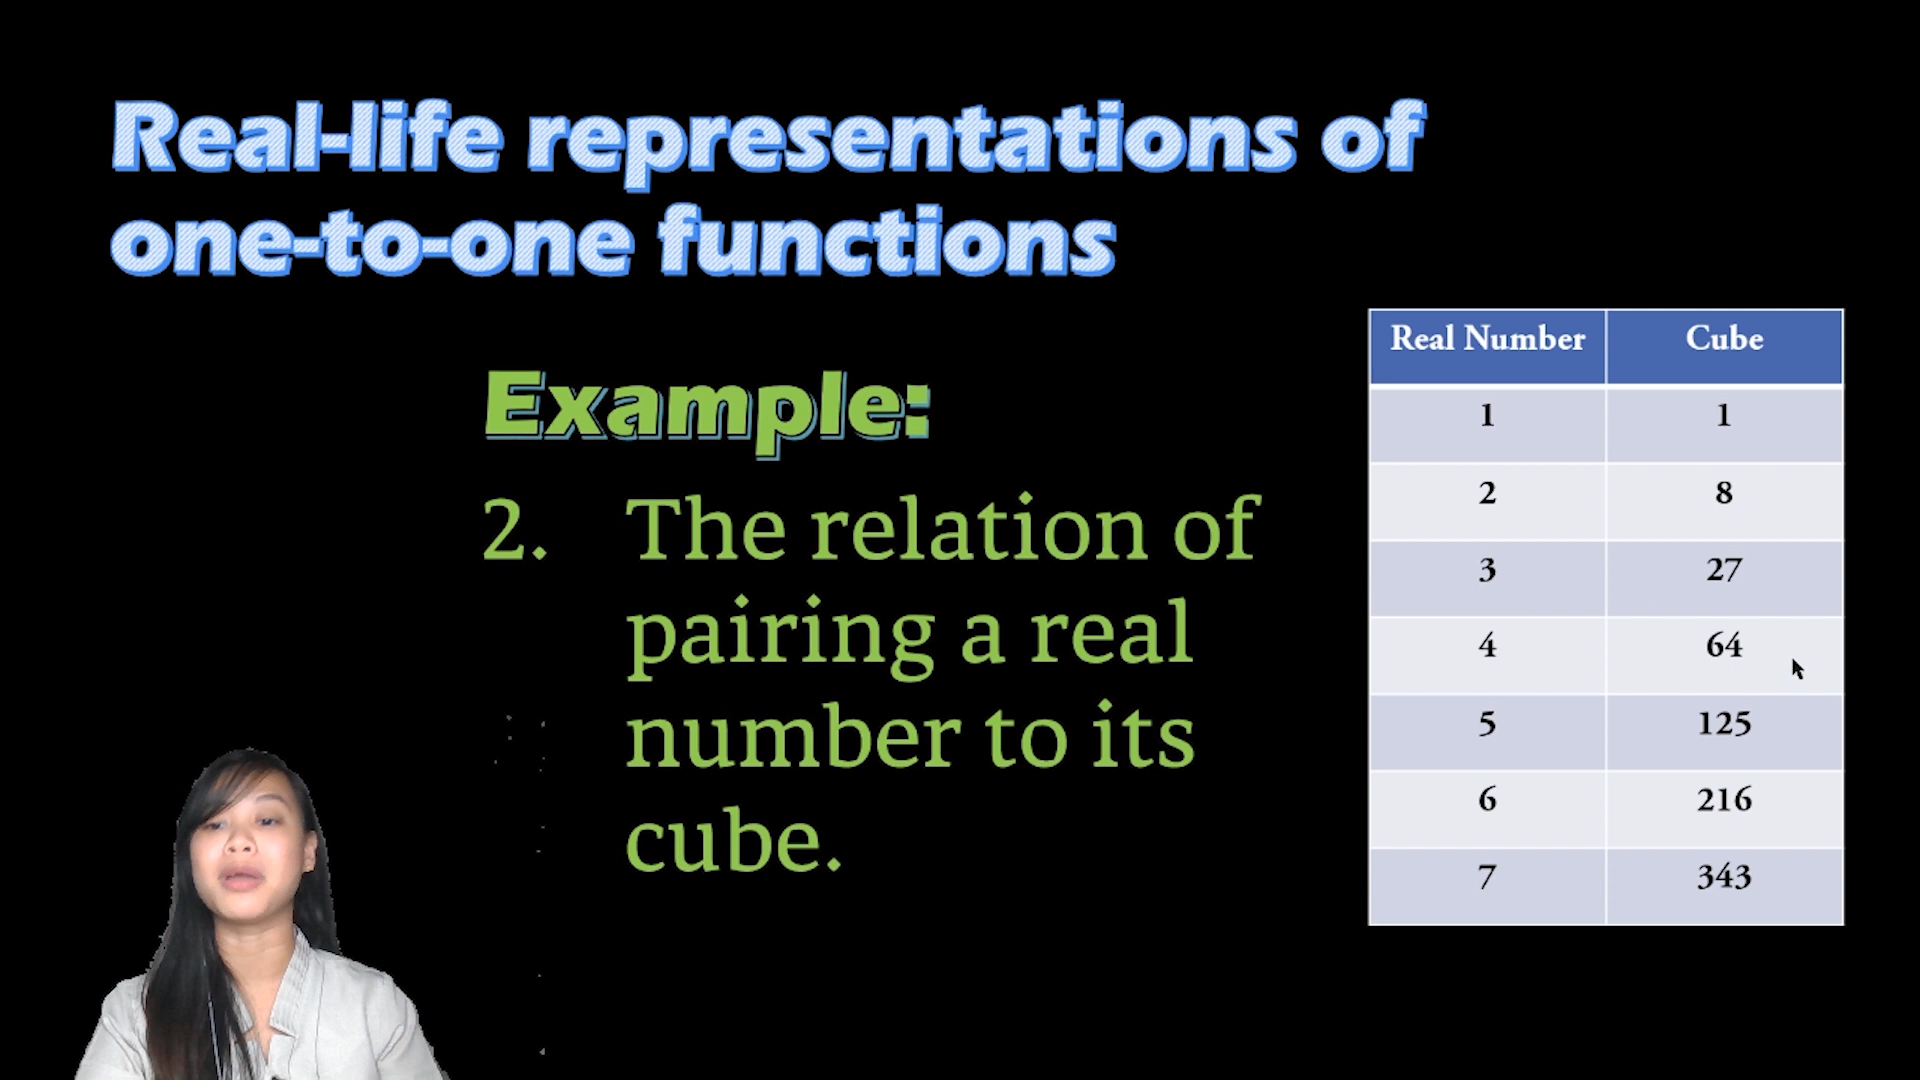 Real-life representations of
one-to-one functions
Example:
2. The relation of
pairing a real
number to its
cube.
Real Number Cube
1 1
2 8
3 27
4 64
5 125
6 216
7 343